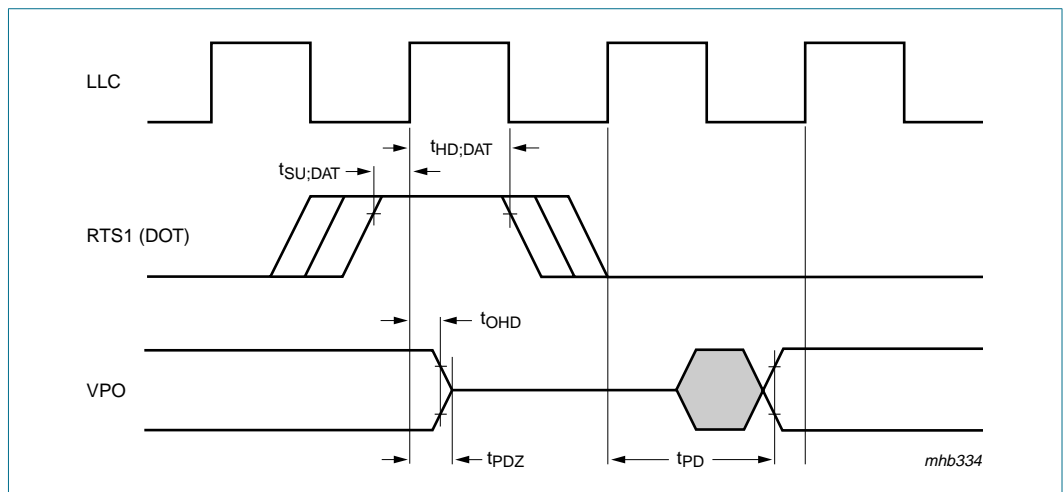 LLC
tHD;DAT
tSU;DAT
RTS1 (DOT)
tOHD
VPO
tPDZ
tPD
mhb334